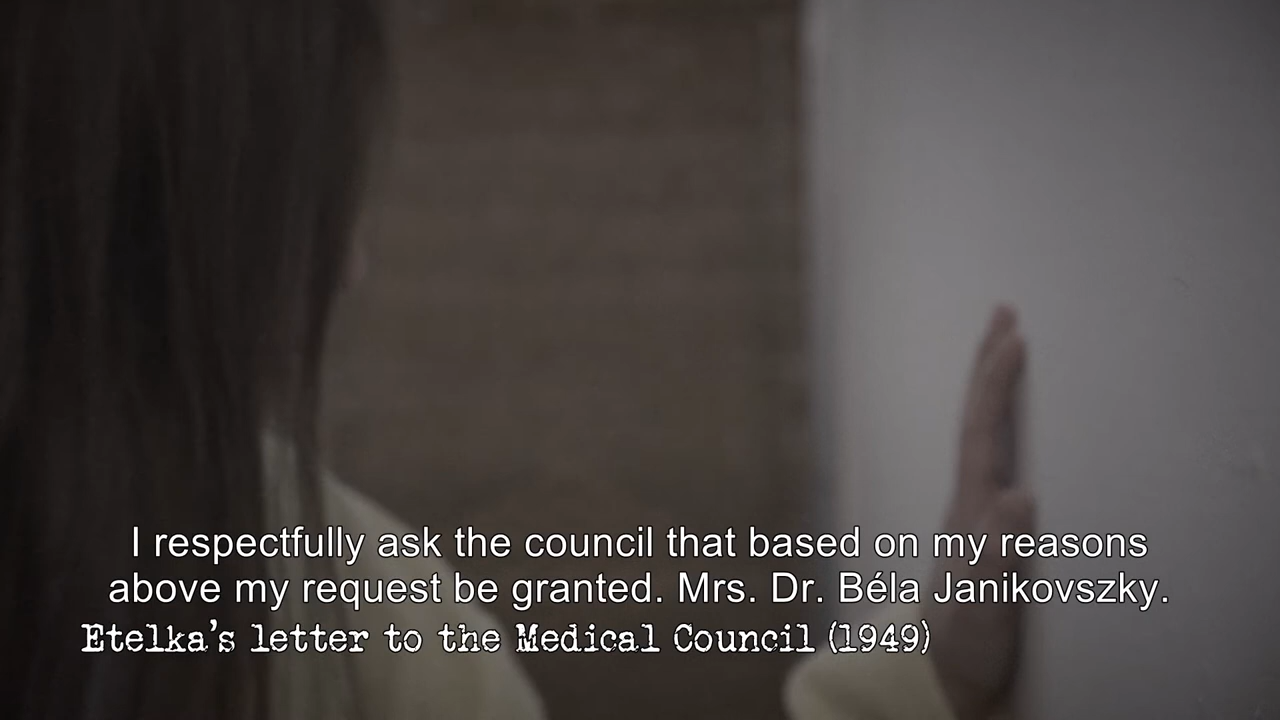 I respectfully ask the council that based on my reasons
above my request be granted. Mrs. Dr. Béla Janikovszky.
Etelka's letter to the Medical Council (1949)